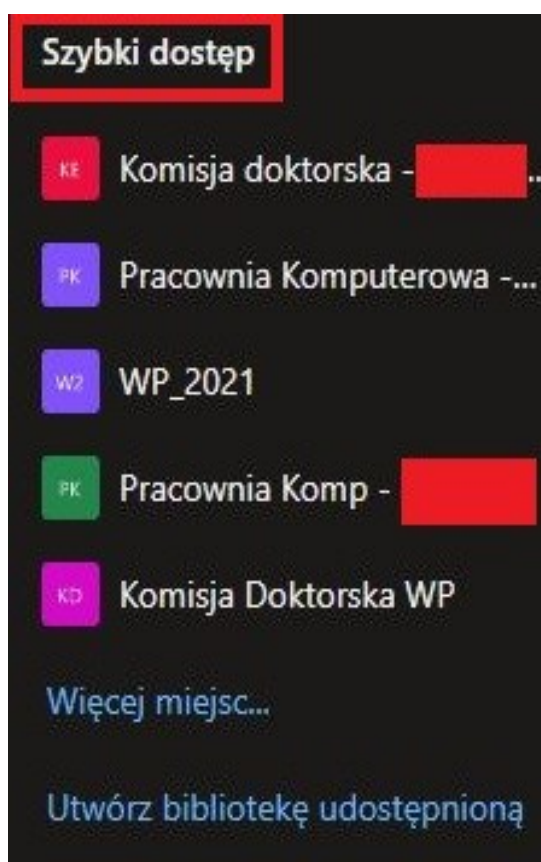 Szybki dostęp
KE Komisja doktorska - ..
PK Pracownia Komputerowa -...
W2 WP_2021
PK Pracownia Komp -
KD Komisja Doktorska WP
Więcej miejsc...
Utwórz bibliotekę udostępnioną